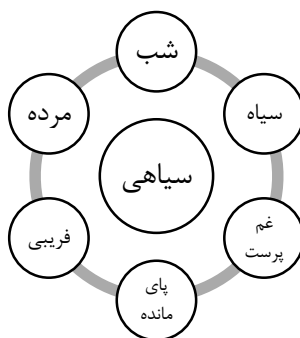 شب
سیاه
غم
پرست
پای
مانده
فریبی
مرده
سیاهی